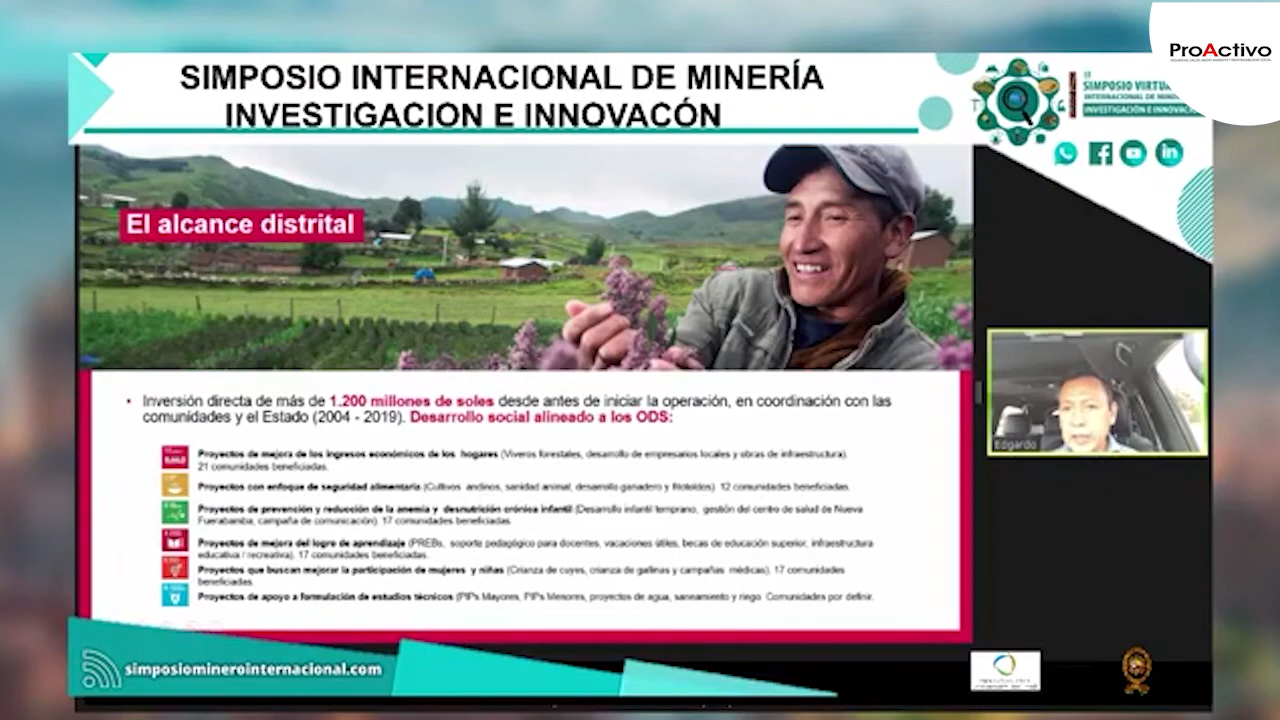 ProActivo
SIMPOSIO INTERNACIONAL DE MINERÍA
INVESTIGACION E INNOVACÓN
SIMPOSIO VIRTU
INTERNACIONAL DE MIN
INVESTIGACIÓN E INNOVAC
El alcance distrital
• Inversión directa de más de 1.200 millones de soles desde antes de iniciar la operación, en coordinación con las
comunidades y el Estado (2004 - 2019). Desarrollo social alineado a los ODS:
Proyectos de mejora de los ingresos económicos de los hogares (Viveros forestales, desarrollo de empresarios locales y obras de infraestructura).
21 comunidades beneficiadas.
Proyectos con enfoque de seguridad alimentaria (Cultivos andinos, sanidad animal, desarrollo ganadero y fitotoldos) 12 comunidades beneficiadas.
Proyectos de prevención y reducción de la anemia y desnutrición crónica infantil (Desarrollo infantil temprano, gestión del centro de salud de Nueva
Fuerabamba, campaña de comunicación). 17 comunidades beneficiadas
Proyectos de mejora del logro de aprendizaje (PREBs, soporte pedagógico para docentes, vacaciones útiles, becas de educación superior, infraestructura
educativa / recreativa). 17 comunidades beneficiadas.
Proyectos que buscan mejorar la participación de mujeres y niñas (Crianza de cuyes, crianza de gallinas y campañas médicas). 17 comunidades
beneficiadas.
Proyectos de apoyo a formulación de estudios técnicos (PIPs Mayores, PIPs Menores, proyectos de agua, saneamiento y riego. Comunidades por definir.
Edgardo
simposiominerointernacional.com